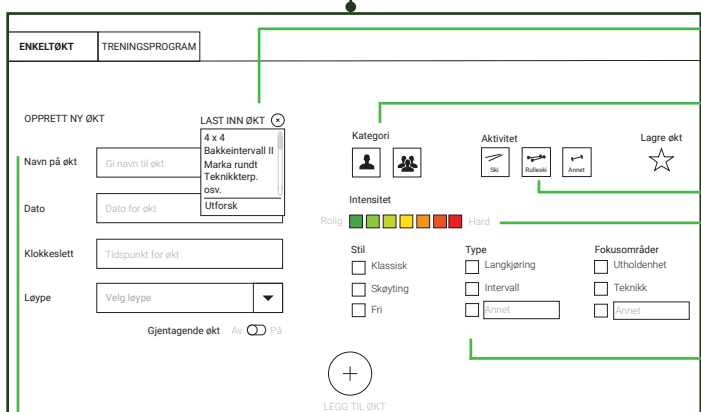 ENKELTØKT
TRENINGSPROGRAM
OPPRETT NY ØKT
LAST INN ØKT
4 x 4
Bakkeintervall II
Marka rundt
Teknikkterp.
osv.
Utforsk
Navn på økt
Gi navn til økt
Dato
Dato for økt
Klokkeslett
Tidspunkt for økt
Løype
Velg løype
Gjentagende økt Av På
Kategori
Aktivitet
Ski
Rulleski
Annet
Lagre økt
Intensitet
Rolig
Hard
Stil
Klassisk
Skøyting
Fri
Type
Langkjøring
Intervall
Annet
Fokusområder
Utholdenhet
Teknikk
Annet
LEGG TIL ØKT